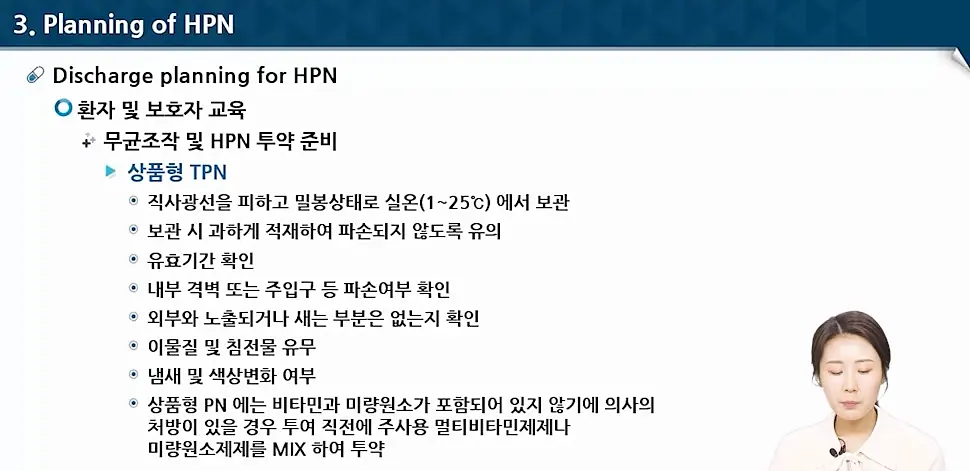 3. Planning of HPN
Discharge planning for HPN
환자 및 보호자 교육
무균조작 및 HPN 투약 준비
상품형 TPN
직사광선을 피하고 밀봉상태로 실온(1~25℃) 에서 보관
보관 시 과하게 적재하여 파손되지 않도록 유의
유효기간 확인
내부 격벽 또는 주입구 등 파손여부 확인
외부와 노출되거나 새는 부분은 없는지 확인
이물질 및 침전물 유무
냄새 및 색상변화 여부
상품형 PN 에는 비타민과 미량원소가 포함되어 있지 않기에 의사의
처방이 있을 경우 투여 직전에 주사용 멀티비타민제제나
미량원소제제를 MIX 하여 투약